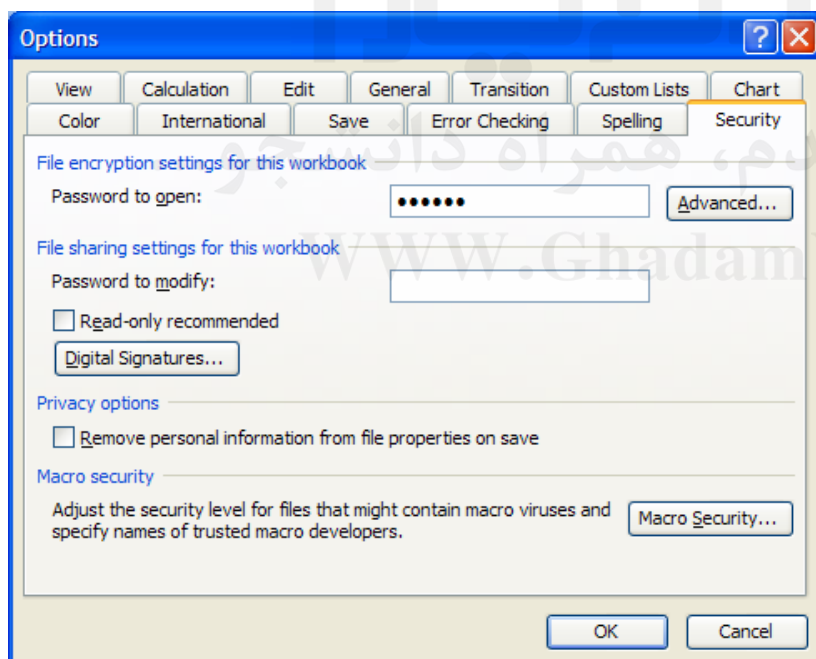 Options
View Calculation Edit General Transition Custom Lists Chart
Color International Save Error Checking Spelling Security
File encryption settings for this workbook
Password to open: •••••• Advanced...
File sharing settings for this workbook
Password to modify:
Read-only recommended
Digital Signatures...
Privacy options
Remove personal information from file properties on save
Macro security
Adjust the security level for files that might contain macro viruses and
specify names of trusted macro developers.
Macro Security...
OK Cancel
همراه دانشجو
WWW.Ghadam